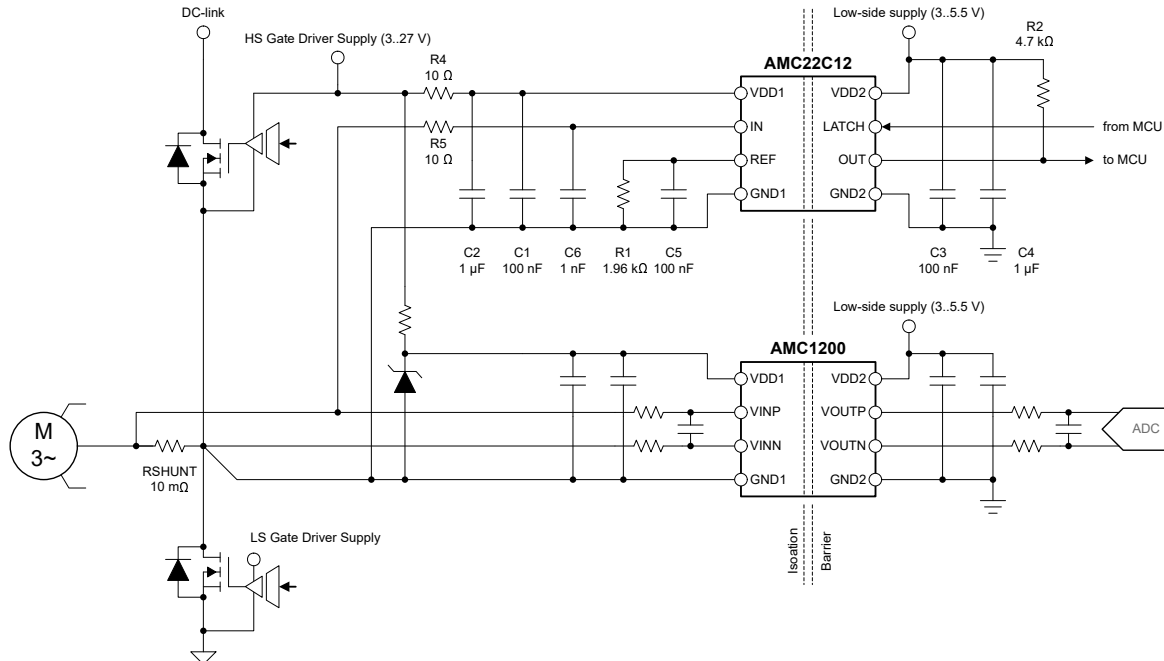 DC-link
HS Gate Driver Supply (3..27 V)
Low-side supply (3..5.5 V)
R2
4.7 kΩ
R4
10 Ω
AMC22C12
VDD1
VDD2
IN
LATCH
from MCU
R5
10 Ω
REF
OUT
to MCU
GND1
GND2
C2
1 µF
C1
100 nF
C6
1 nF
R1
1.96 kΩ
C5
100 nF
C3
100 nF
C4
1 µF
Low-side supply (3..5.5 V)
AMC1200
VDD1
VDD2
VINP
VOUTP
VINN
VOUTN
ADC
GND1
GND2
M
3~
RSHUNT
10 mΩ
LS Gate Driver Supply
Isoation
Barrier